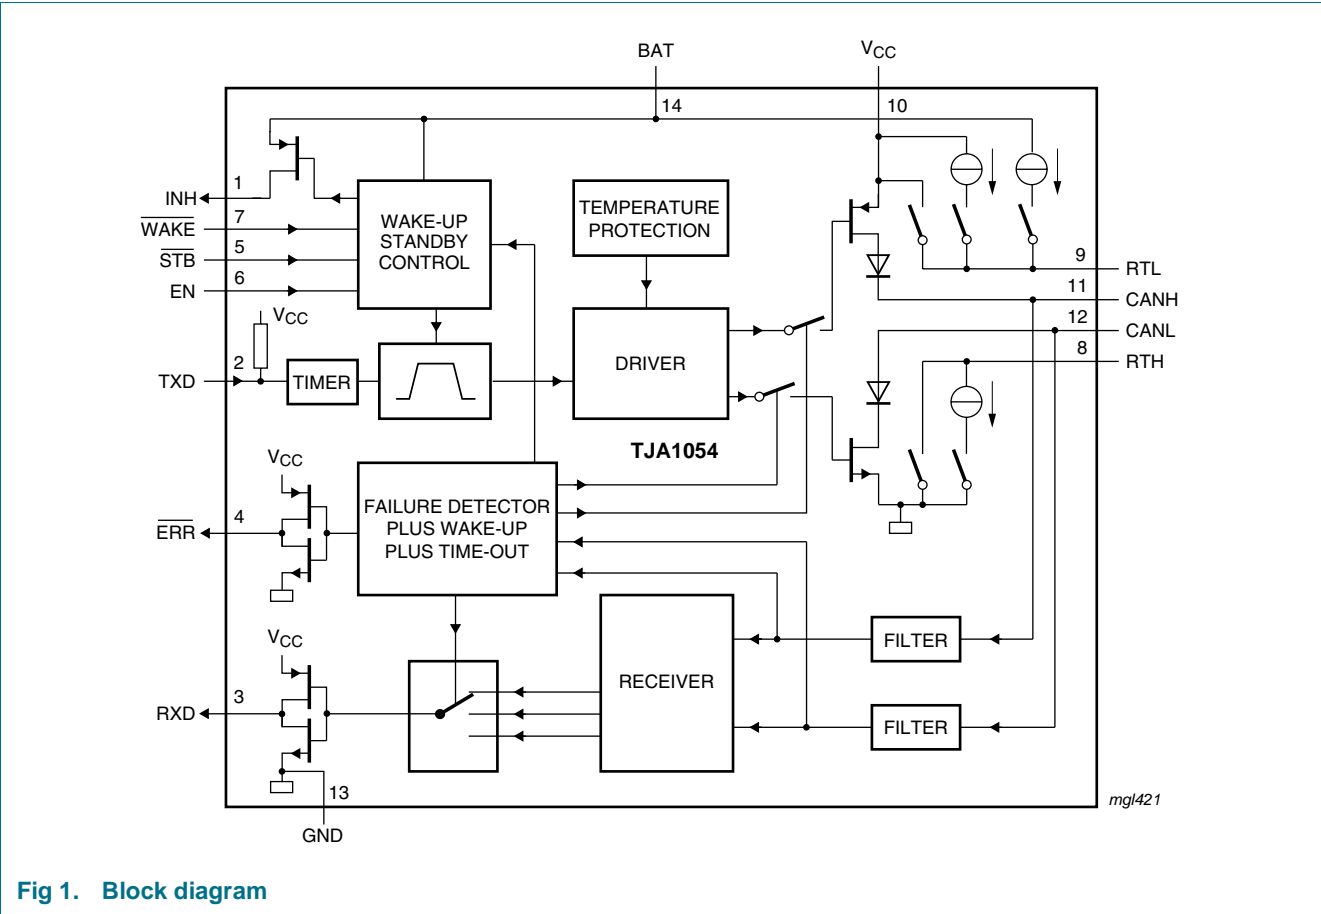 BAT
VCC
14
10
1
INH
7
WAKE
5
STB
6
EN
WAKE-UP
STANDBY
CONTROL
TEMPERATURE
PROTECTION
9
RTL
11
CANH
12
CANL
8
RTH
VCC
2
TXD
TIMER
DRIVER
TJA1054
VCC
4
ERR
FAILURE DETECTOR
PLUS WAKE-UP
PLUS TIME-OUT
VCC
3
RXD
RECEIVER
FILTER
FILTER
13
GND
mgl421
Fig 1. Block diagram